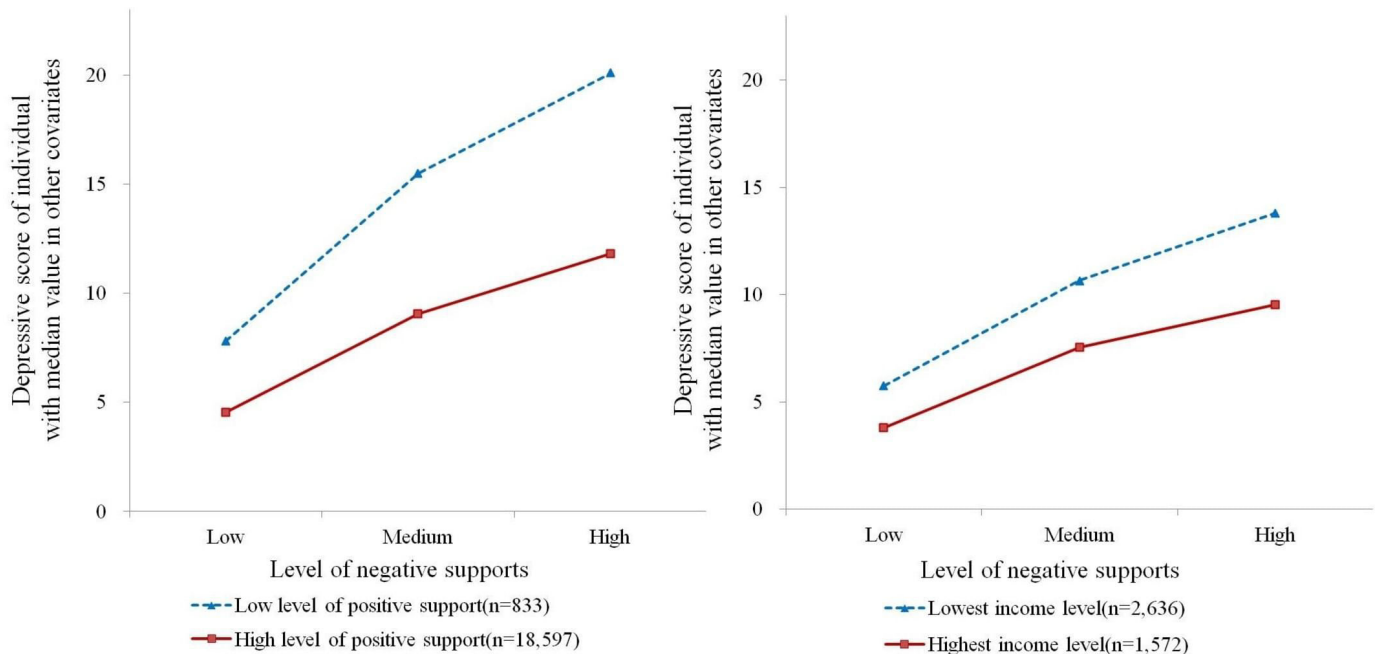 Depressive score of individual
with median value in other covariates
20
15
10
5
0
Low
Medium
High
Level of negative supports
Low level of positive support(n=833)
High level of positive support(n=18,597)
Depressive score of individual
with median value in other covariates
20
15
10
5
0
Low
Medium
High
Level of negative supports
Lowest income level(n=2,636)
Highest income level(n=1,572)